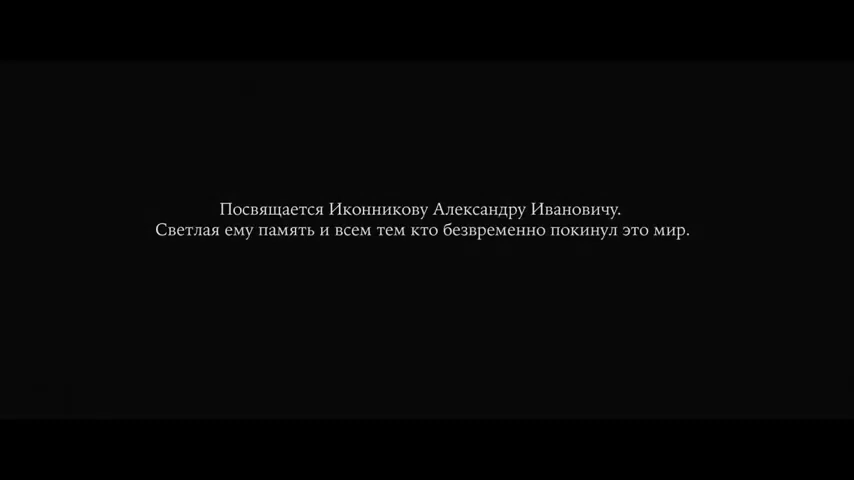 Посвящается Иконникову Александру Ивановичу.
Светлая ему память и всем тем кто безвременно покинул это мир.